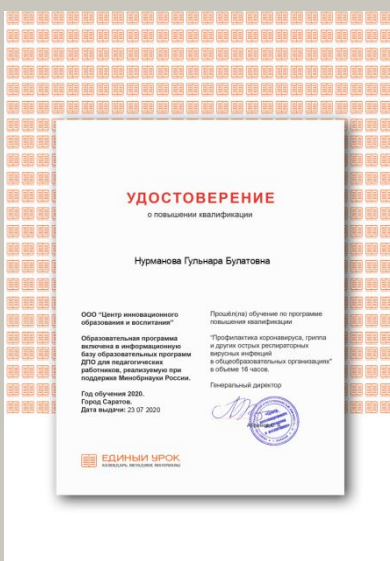 УДОСТОВЕРЕНИЕ
о повышении квалификации
Нурманова Гульнара Булатовна
ООО "Центр инновационного
образования и воспитания"
Образовательная программа
включена в информационную
базу образовательных программ
ДПО для педагогических
работников, реализуемую при
поддержке Минобрнауки России.
Год обучения 2020.
Город Саратов.
Дата выдачи: 23 07 2020
Прошёл(ла) обучение по программе
повышения квалификации
"Профилактика коронавируса, гриппа
и других острых респираторных
вирусных инфекций
в общеобразовательных организациях"
в объеме 16 часов.
Генеральный директор
ЕДИНЫЙ УРОК
КАЛЕНДАРЬ, МЕТОДИКИ, МАТЕРИАЛЫ